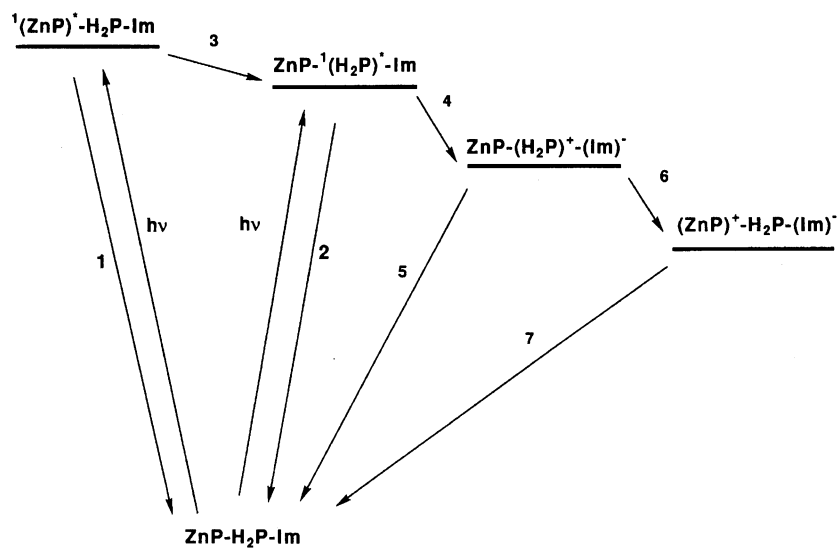 ¹(ZnP)*-H₂P-Im
3
ZnP-¹(H₂P)*-Im
4
ZnP-(H₂P)⁺-(Im)⁻
6
(ZnP)⁺-H₂P-(Im)⁻
hν
hν
1
2
5
7
ZnP-H₂P-Im